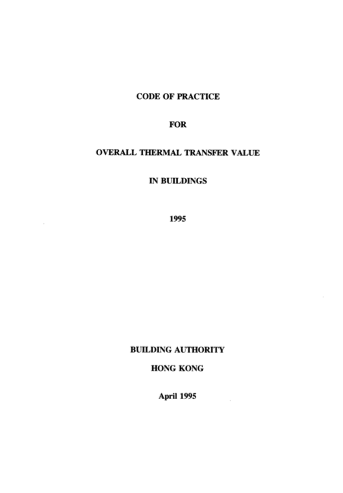 CODE OF PRACTICE
FOR
OVERALL THERMAL TRANSFER VALUE
IN BUILDINGS
1995
BUILDING AUTHORITY
HONG KONG
April 1995